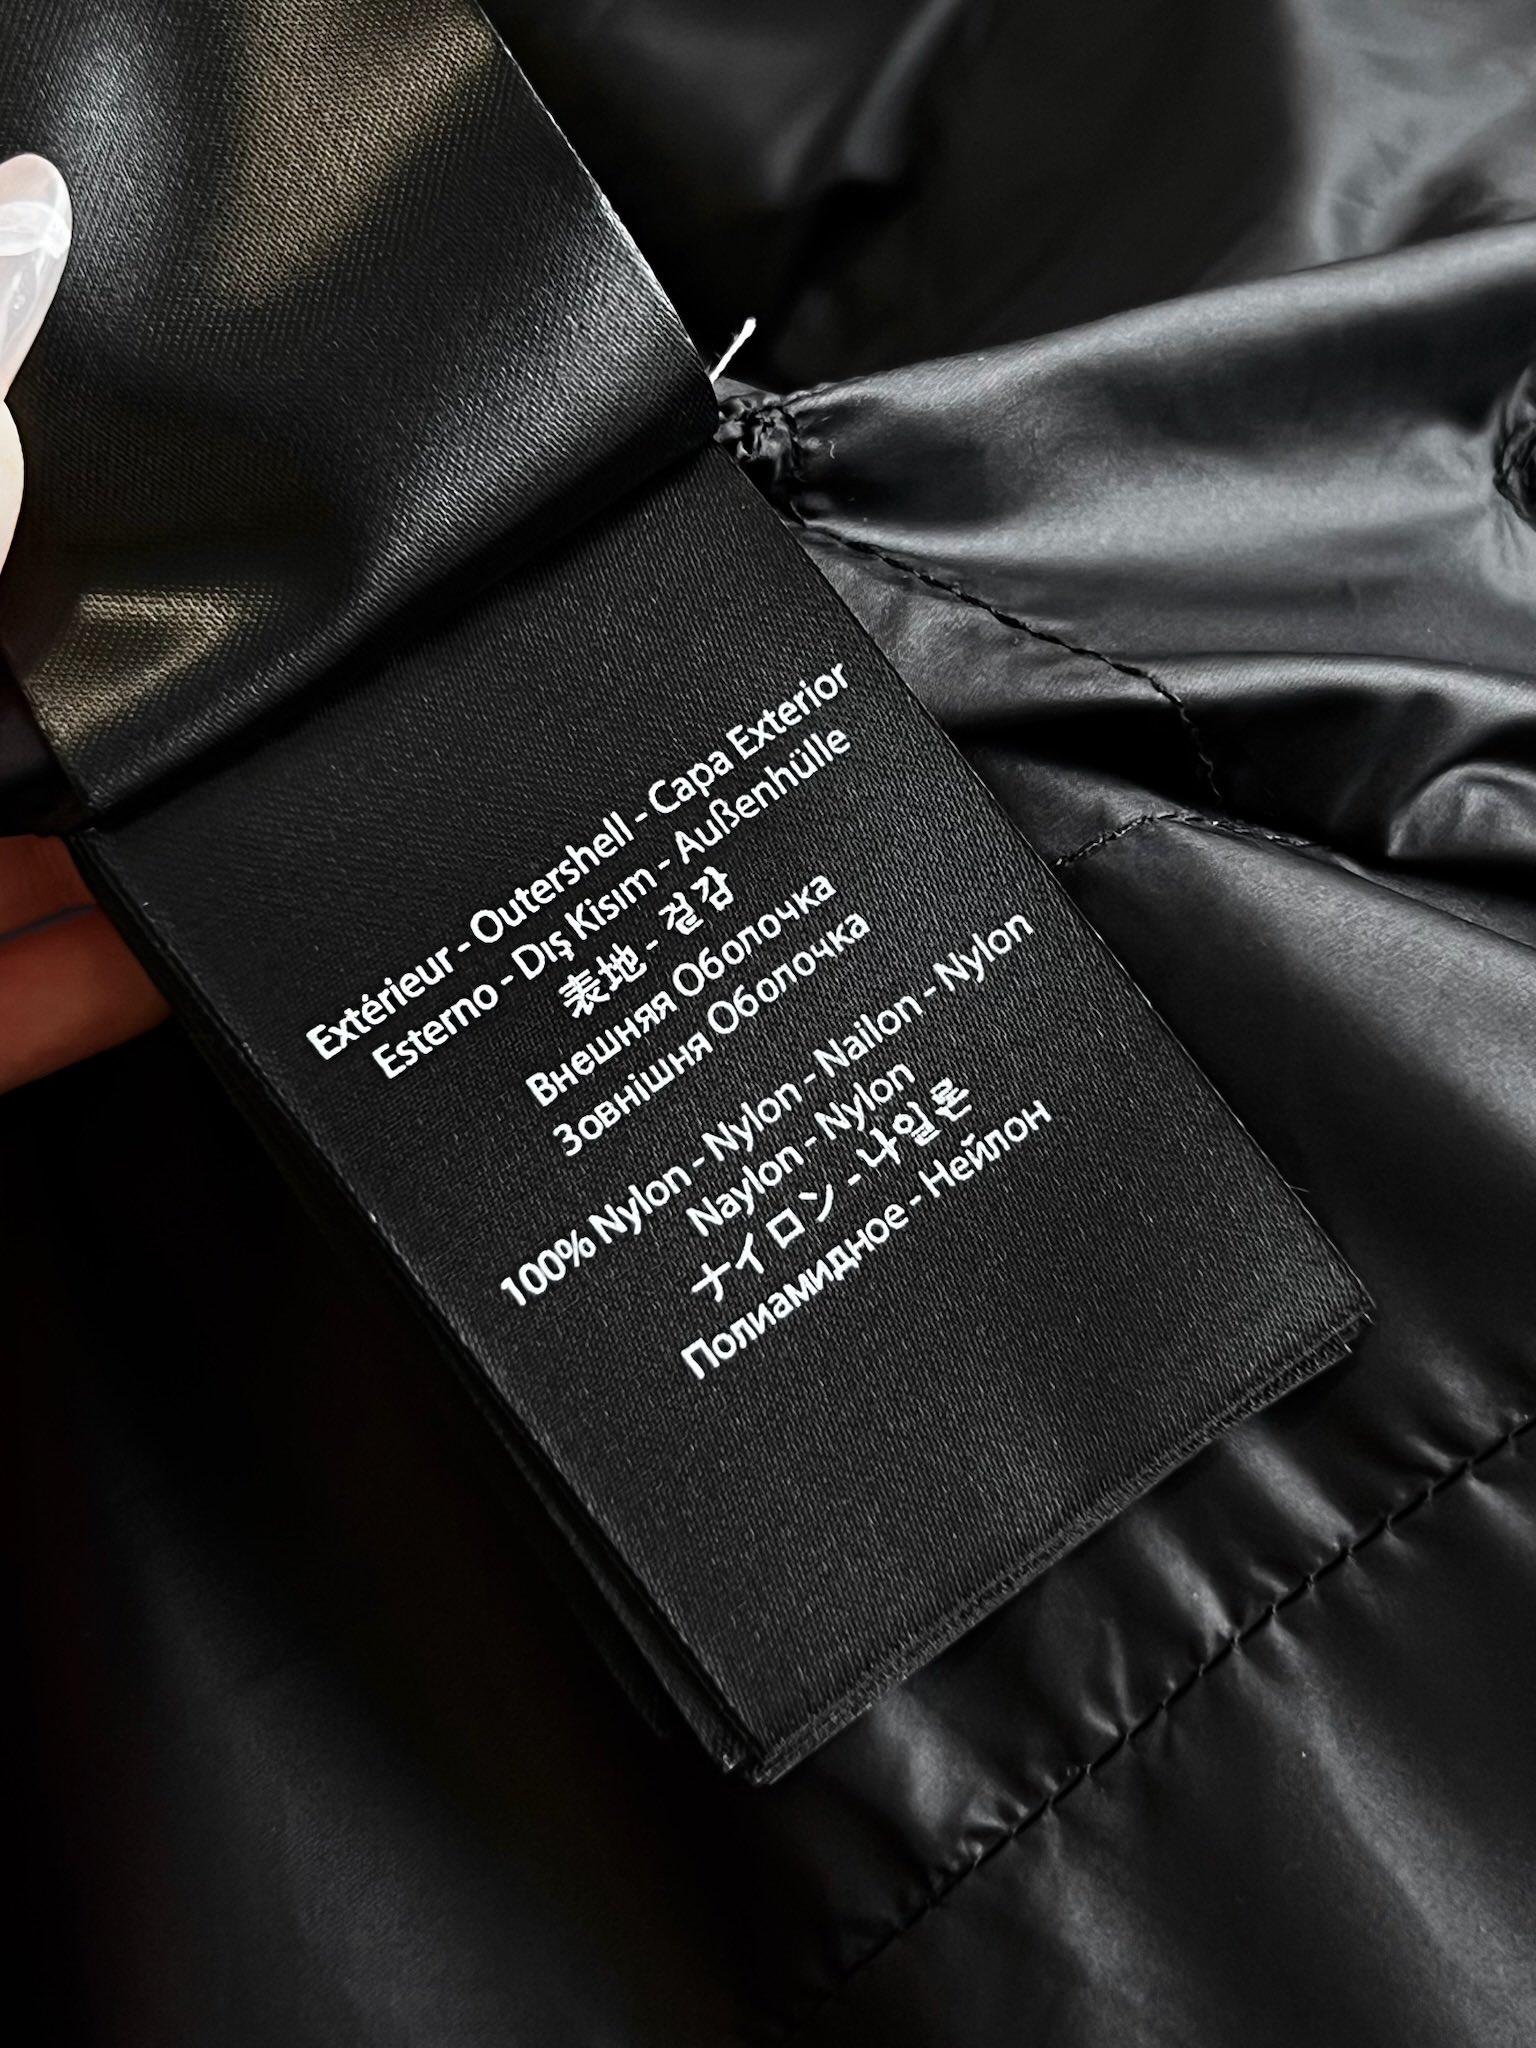 Extérieur - Outershell - Capa Exterior
Esterno - Dış Kisım - Außenhülle
表地 - 겉감
Внешняя Оболочка
Зовнішня Оболочка
100% Nylon - Nylon - Nailon - Nylon
Naylon - Nylon
ナイロン - 나일론
Полиамидное - Нейлон